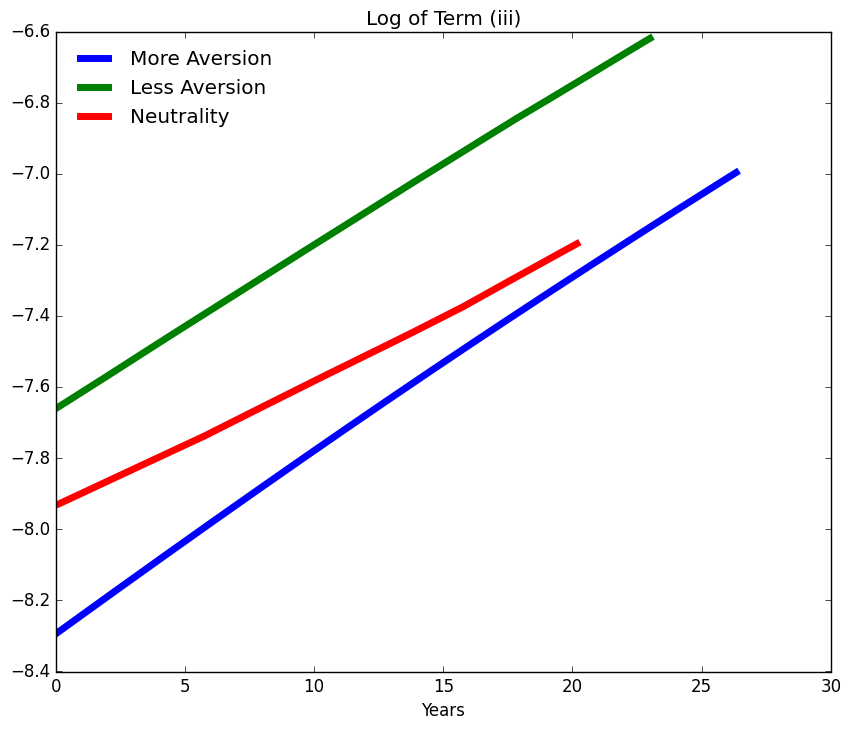 Log of Term (iii)
−6.6
−6.8
−7.0
−7.2
−7.4
−7.6
−7.8
−8.0
−8.2
−8.4
More Aversion
Less Aversion
Neutrality
0 5 10 15 20 25 30
Years